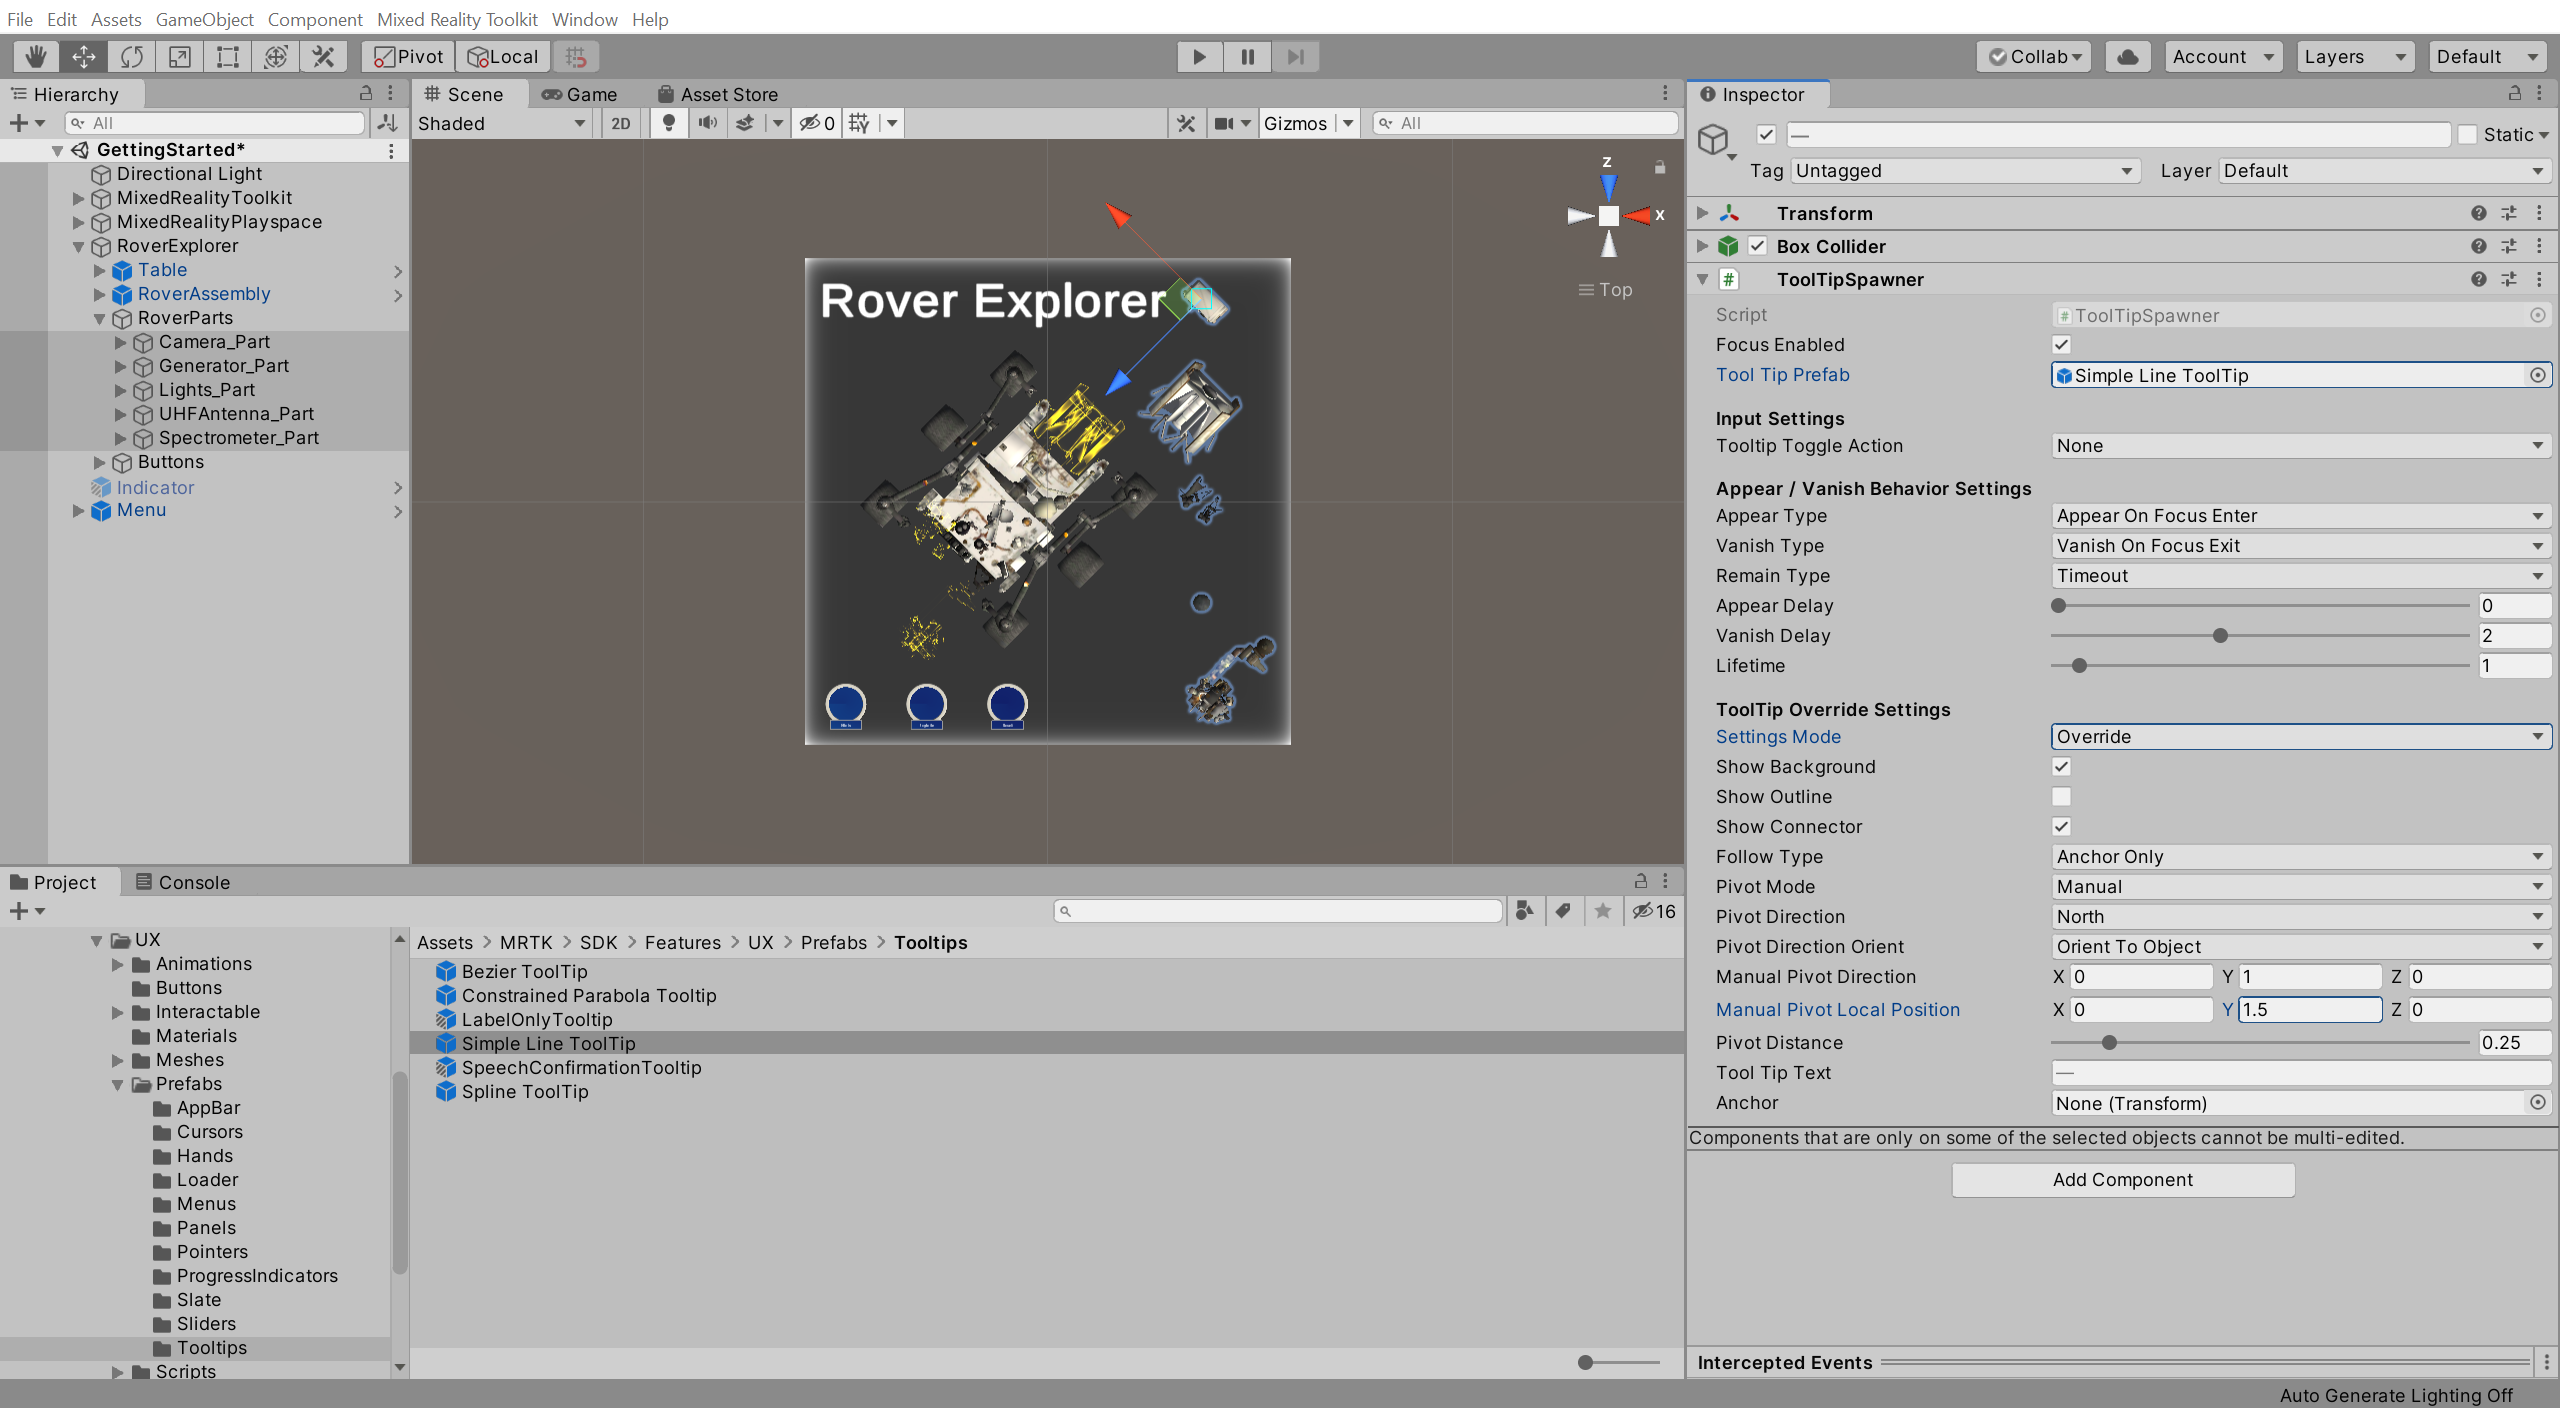 File Edit Assets GameObject Component Mixed Reality Toolkit Window Help
Pivot Local Collab Account Layers Default
Hierarchy
All
GettingStarted*
Directional Light
MixedRealityToolkit
MixedRealityPlayspace
RoverExplorer
Table
RoverAssembly
RoverParts
Camera_Part
Generator_Part
Lights_Part
UHFAntenna_Part
Spectrometer_Part
Buttons
Indicator
Menu
Scene Game Asset Store
Shaded 2D 0 Gizmos All
z
x
Top
Rover Explorer
Inspector
— Static
Tag Untagged Layer Default
Transform
Box Collider
# ToolTipSpawner
Script # ToolTipSpawner
Focus Enabled
Tool Tip Prefab Simple Line ToolTip
Input Settings
Tooltip Toggle Action None
Appear / Vanish Behavior Settings
Appear Type Appear On Focus Enter
Vanish Type Vanish On Focus Exit
Remain Type Timeout
Appear Delay 0
Vanish Delay 2
Lifetime 1
ToolTip Override Settings
Settings Mode Override
Show Background
Show Outline
Show Connector
Follow Type Anchor Only
Pivot Mode Manual
Pivot Direction North
Pivot Direction Orient Orient To Object
Manual Pivot Direction X 0 Y 1 Z 0
Manual Pivot Local Position X 0 Y 1.5 Z 0
Pivot Distance 0.25
Tool Tip Text —
Anchor None (Transform)
Components that are only on some of the selected objects cannot be multi-edited.
Add Component
Intercepted Events
Project Console
16
UX
Animations
Buttons
Interactable
Materials
Meshes
Prefabs
AppBar
Cursors
Hands
Loader
Menus
Panels
Pointers
ProgressIndicators
Slate
Sliders
Tooltips
Scripts
Assets > MRTK > SDK > Features > UX > Prefabs > Tooltips
Bezier ToolTip
Constrained Parabola Tooltip
LabelOnlyTooltip
Simple Line ToolTip
SpeechConfirmationTooltip
Spline ToolTip
Auto Generate Lighting Off